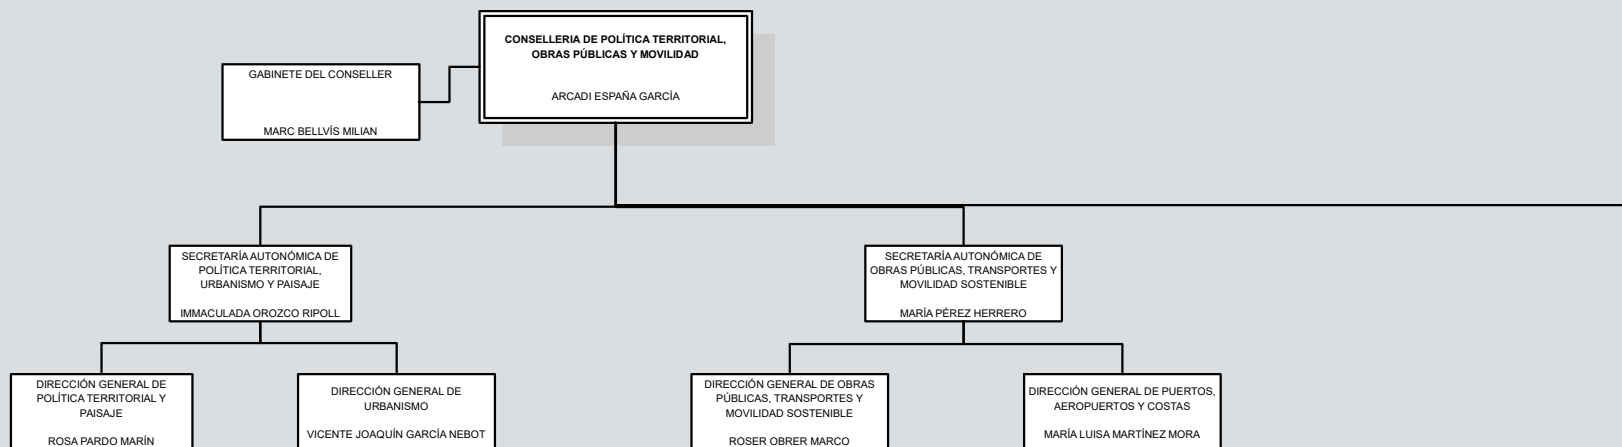 CONSELLERIA DE POLÍTICA TERRITORIAL,
OBRAS PÚBLICAS Y MOVILIDAD
ARCADI ESPAÑA GARCÍA
GABINETE DEL CONSELLER
MARC BELLVÍS MILIAN
SECRETARÍA AUTONÓMICA DE
POLÍTICA TERRITORIAL,
URBANISMO Y PAISAJE
IMMACULADA OROZCO RIPOLL
SECRETARÍA AUTONÓMICA DE
OBRAS PÚBLICAS, TRANSPORTES Y
MOVILIDAD SOSTENIBLE
MARÍA PÉREZ HERRERO
DIRECCIÓN GENERAL DE
POLÍTICA TERRITORIAL Y
PAISAJE
ROSA PARDO MARÍN
DIRECCIÓN GENERAL DE
URBANISMO
VICENTE JOAQUÍN GARCÍA NEBOT
DIRECCIÓN GENERAL DE OBRAS
PÚBLICAS, TRANSPORTES Y
MOVILIDAD SOSTENIBLE
ROSER OBRER MARCO
DIRECCIÓN GENERAL DE PUERTOS,
AEROPUERTOS Y COSTAS
MARÍA LUISA MARTÍNEZ MORA